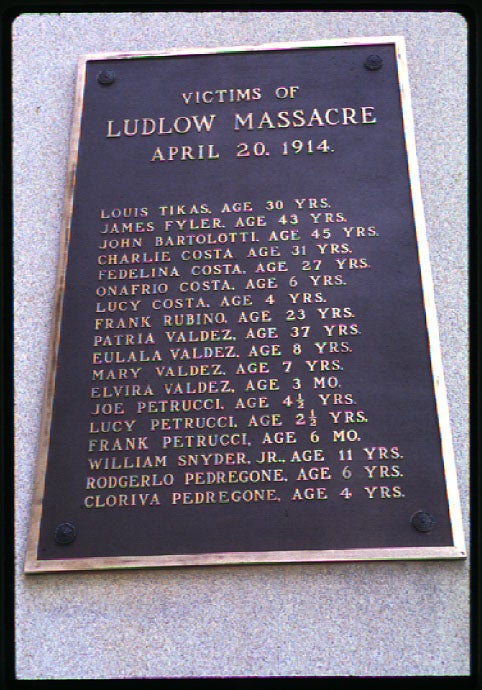 VICTIMS OF
LUDLOW MASSACRE
APRIL 20, 1914.
LOUIS TIKAS, AGE 30 YRS.
JAMES FYLER, AGE 43 YRS.
JOHN BARTOLOTTI, AGE 45 YRS.
CHARLIE COSTA AGE 31 YRS.
FEDELINA COSTA, AGE 27 YRS.
ONAFRIO COSTA, AGE 6 YRS.
LUCY COSTA, AGE 4 YRS.
FRANK RUBINO, AGE 23 YRS.
PATRIA VALDEZ, AGE 37 YRS.
EULALA VALDEZ, AGE 8 YRS.
MARY VALDEZ, AGE 7 YRS.
ELVIRA VALDEZ, AGE 3 MO.
JOE PETRUCCI, AGE 4½ YRS.
LUCY PETRUCCI, AGE 2½ YRS.
FRANK PETRUCCI, AGE 6 MO.
WILLIAM SNYDER, JR., AGE 11 YRS.
RODGERLO PEDREGONE, AGE 6 YRS.
CLORIVA PEDREGONE, AGE 4 YRS.